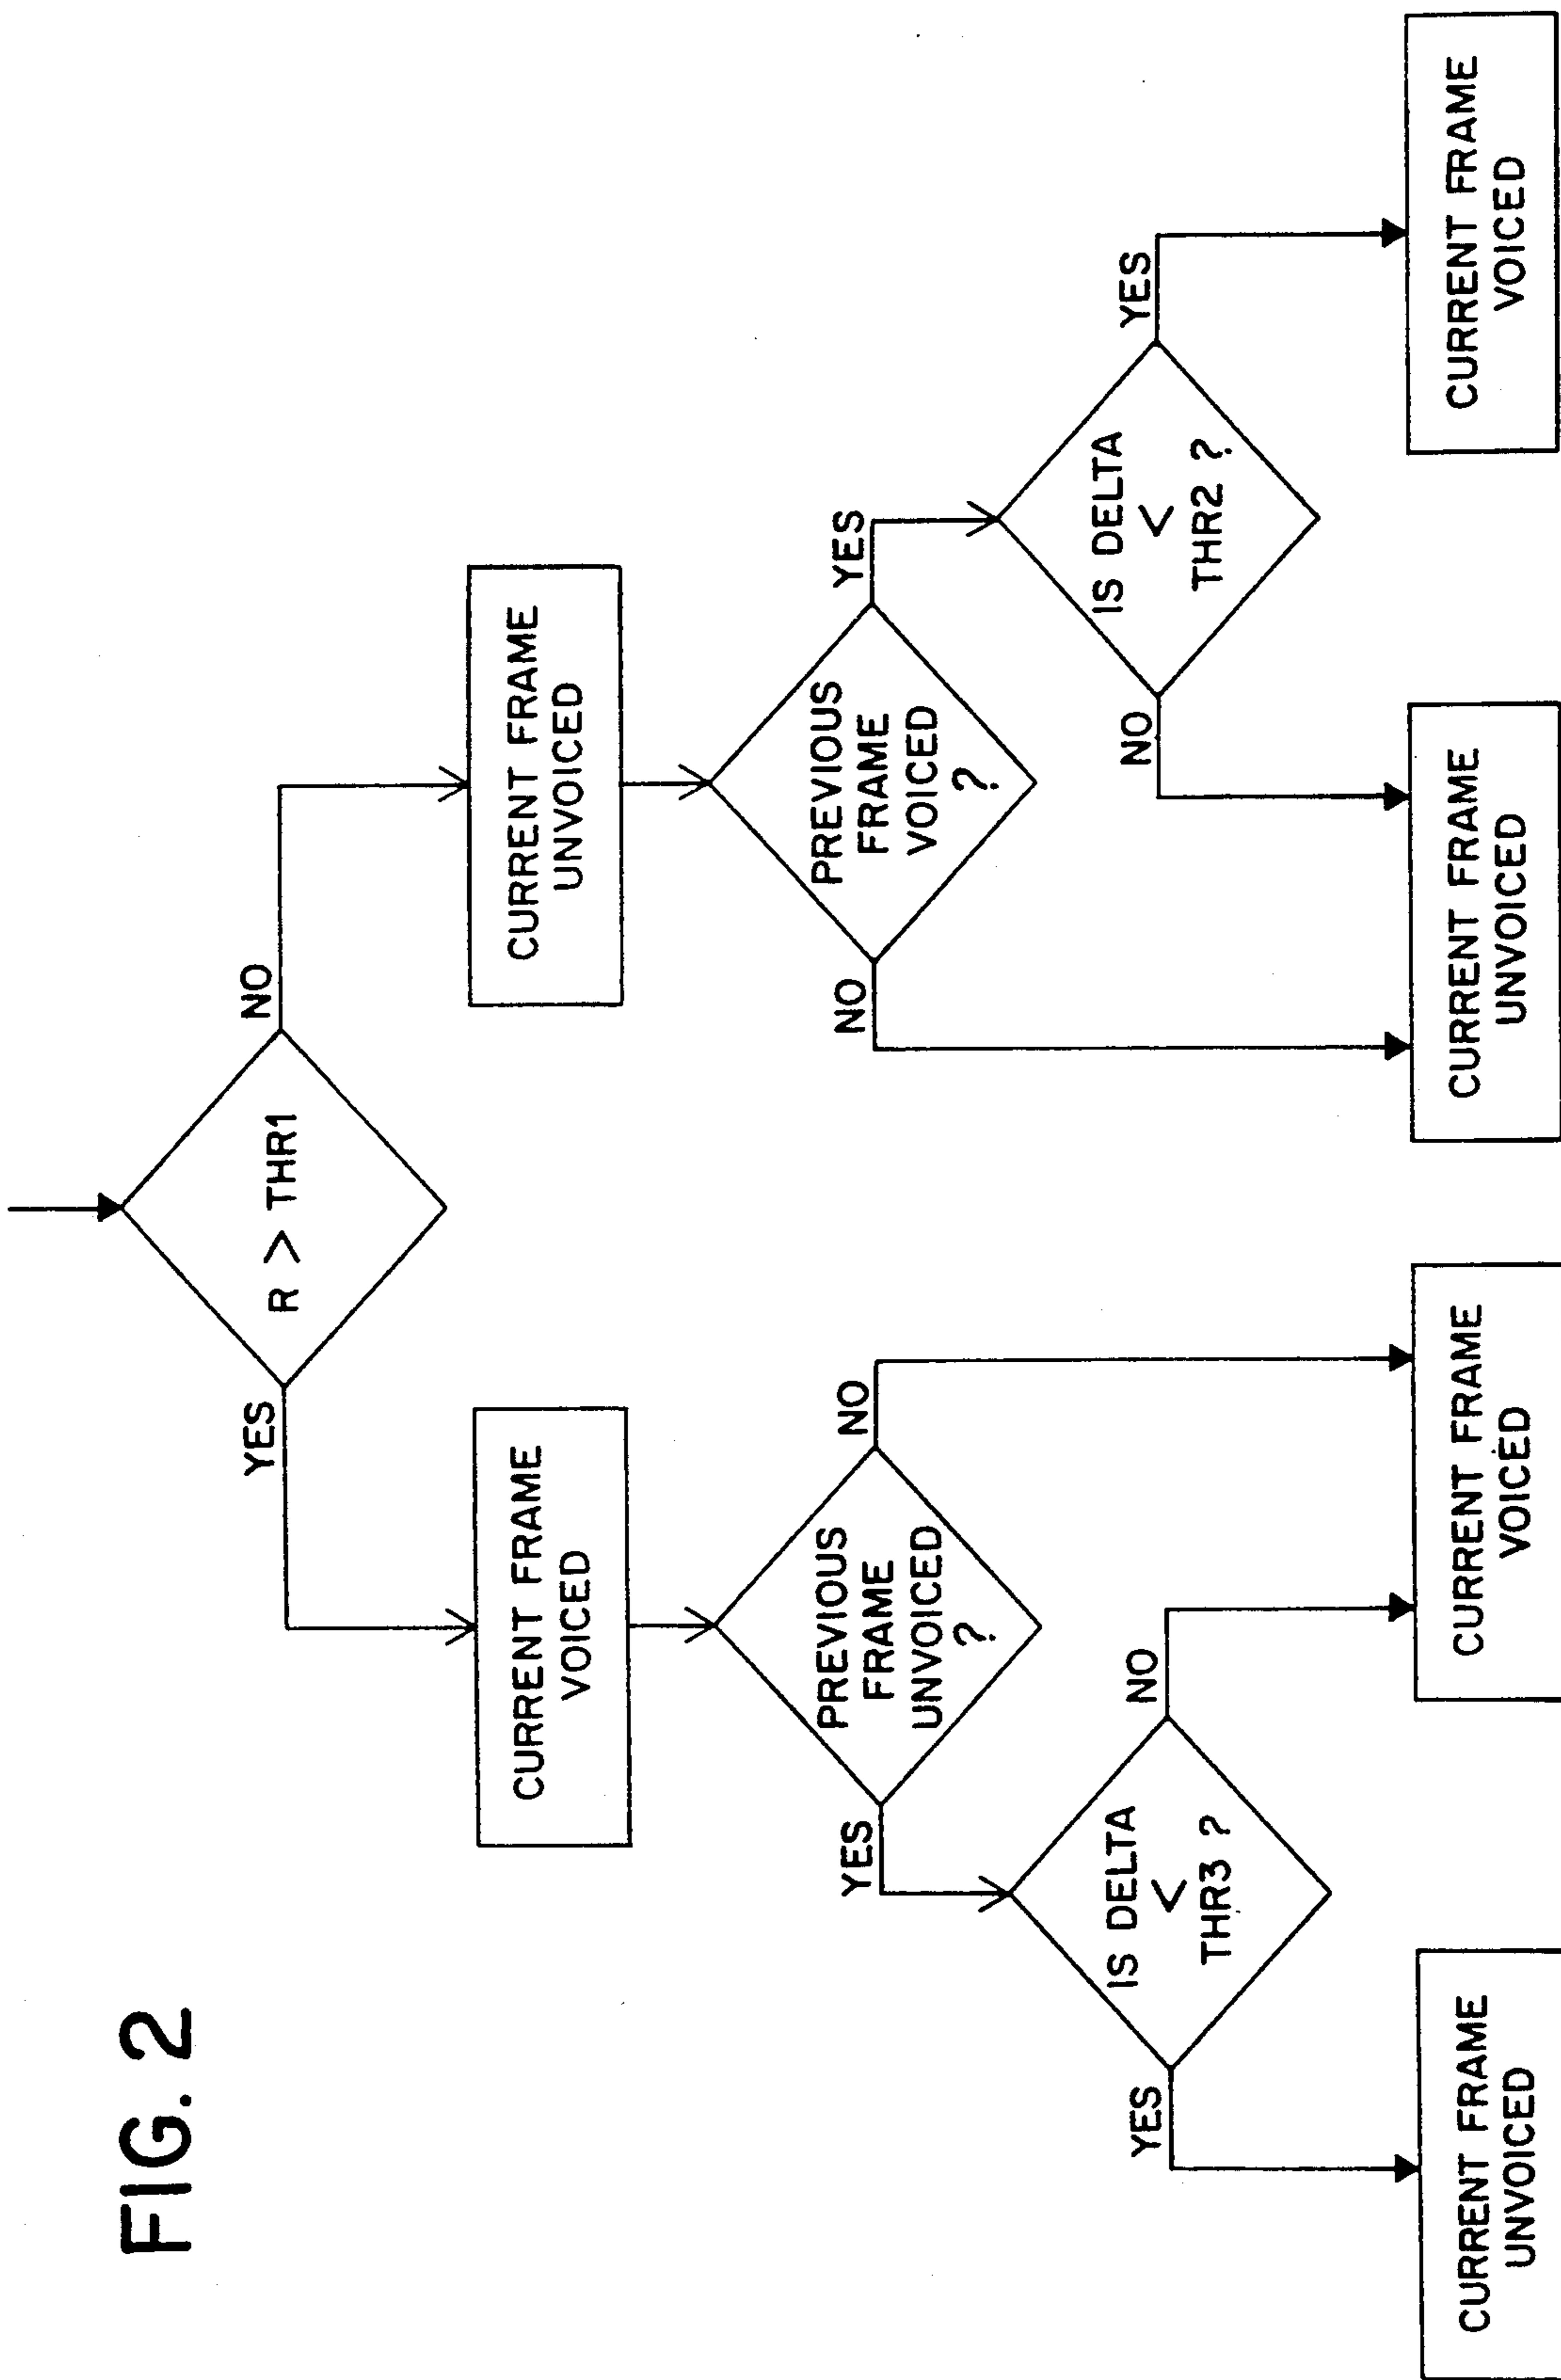 FIG. 2
R > THR1
YES
NO
CURRENT FRAME
VOICED
CURRENT FRAME
UNVOICED
PREVIOUS
FRAME
UNVOICED
?
YES
NO
PREVIOUS
FRAME
VOICED
?
NO
YES
IS DELTA
<
THR3 ?
YES
NO
IS DELTA
<
THR2 ?
NO
YES
CURRENT FRAME
UNVOICED
CURRENT FRAME
VOICED
CURRENT FRAME
UNVOICED
CURRENT FRAME
VOICED